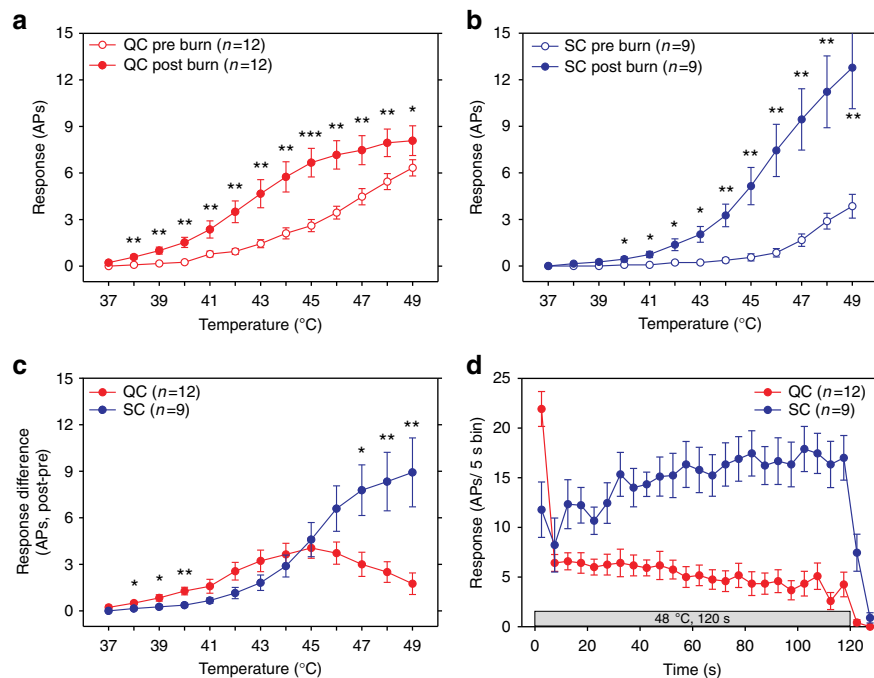 a
QC pre burn (n=12)
QC post burn (n=12)
15
12
9
6
3
0
Response (APs)
** ** ** ** ** ** ** *** ** ** ** *
37 39 41 43 45 47 49
Temperature (°C)
b
SC pre burn (n=9)
SC post burn (n=9)
15
12
9
6
3
0
Response (APs)
* * * * ** ** ** ** ** **
37 39 41 43 45 47 49
Temperature (°C)
c
QC (n=12)
SC (n=9)
15
12
9
6
3
0
Response difference
(APs, post-pre)
* * ** * ** **
37 39 41 43 45 47 49
Temperature (°C)
d
QC (n=12)
SC (n=9)
25
20
15
10
5
0
Response (APs/ 5 s bin)
48 °C, 120 s
0 20 40 60 80 100 120
Time (s)